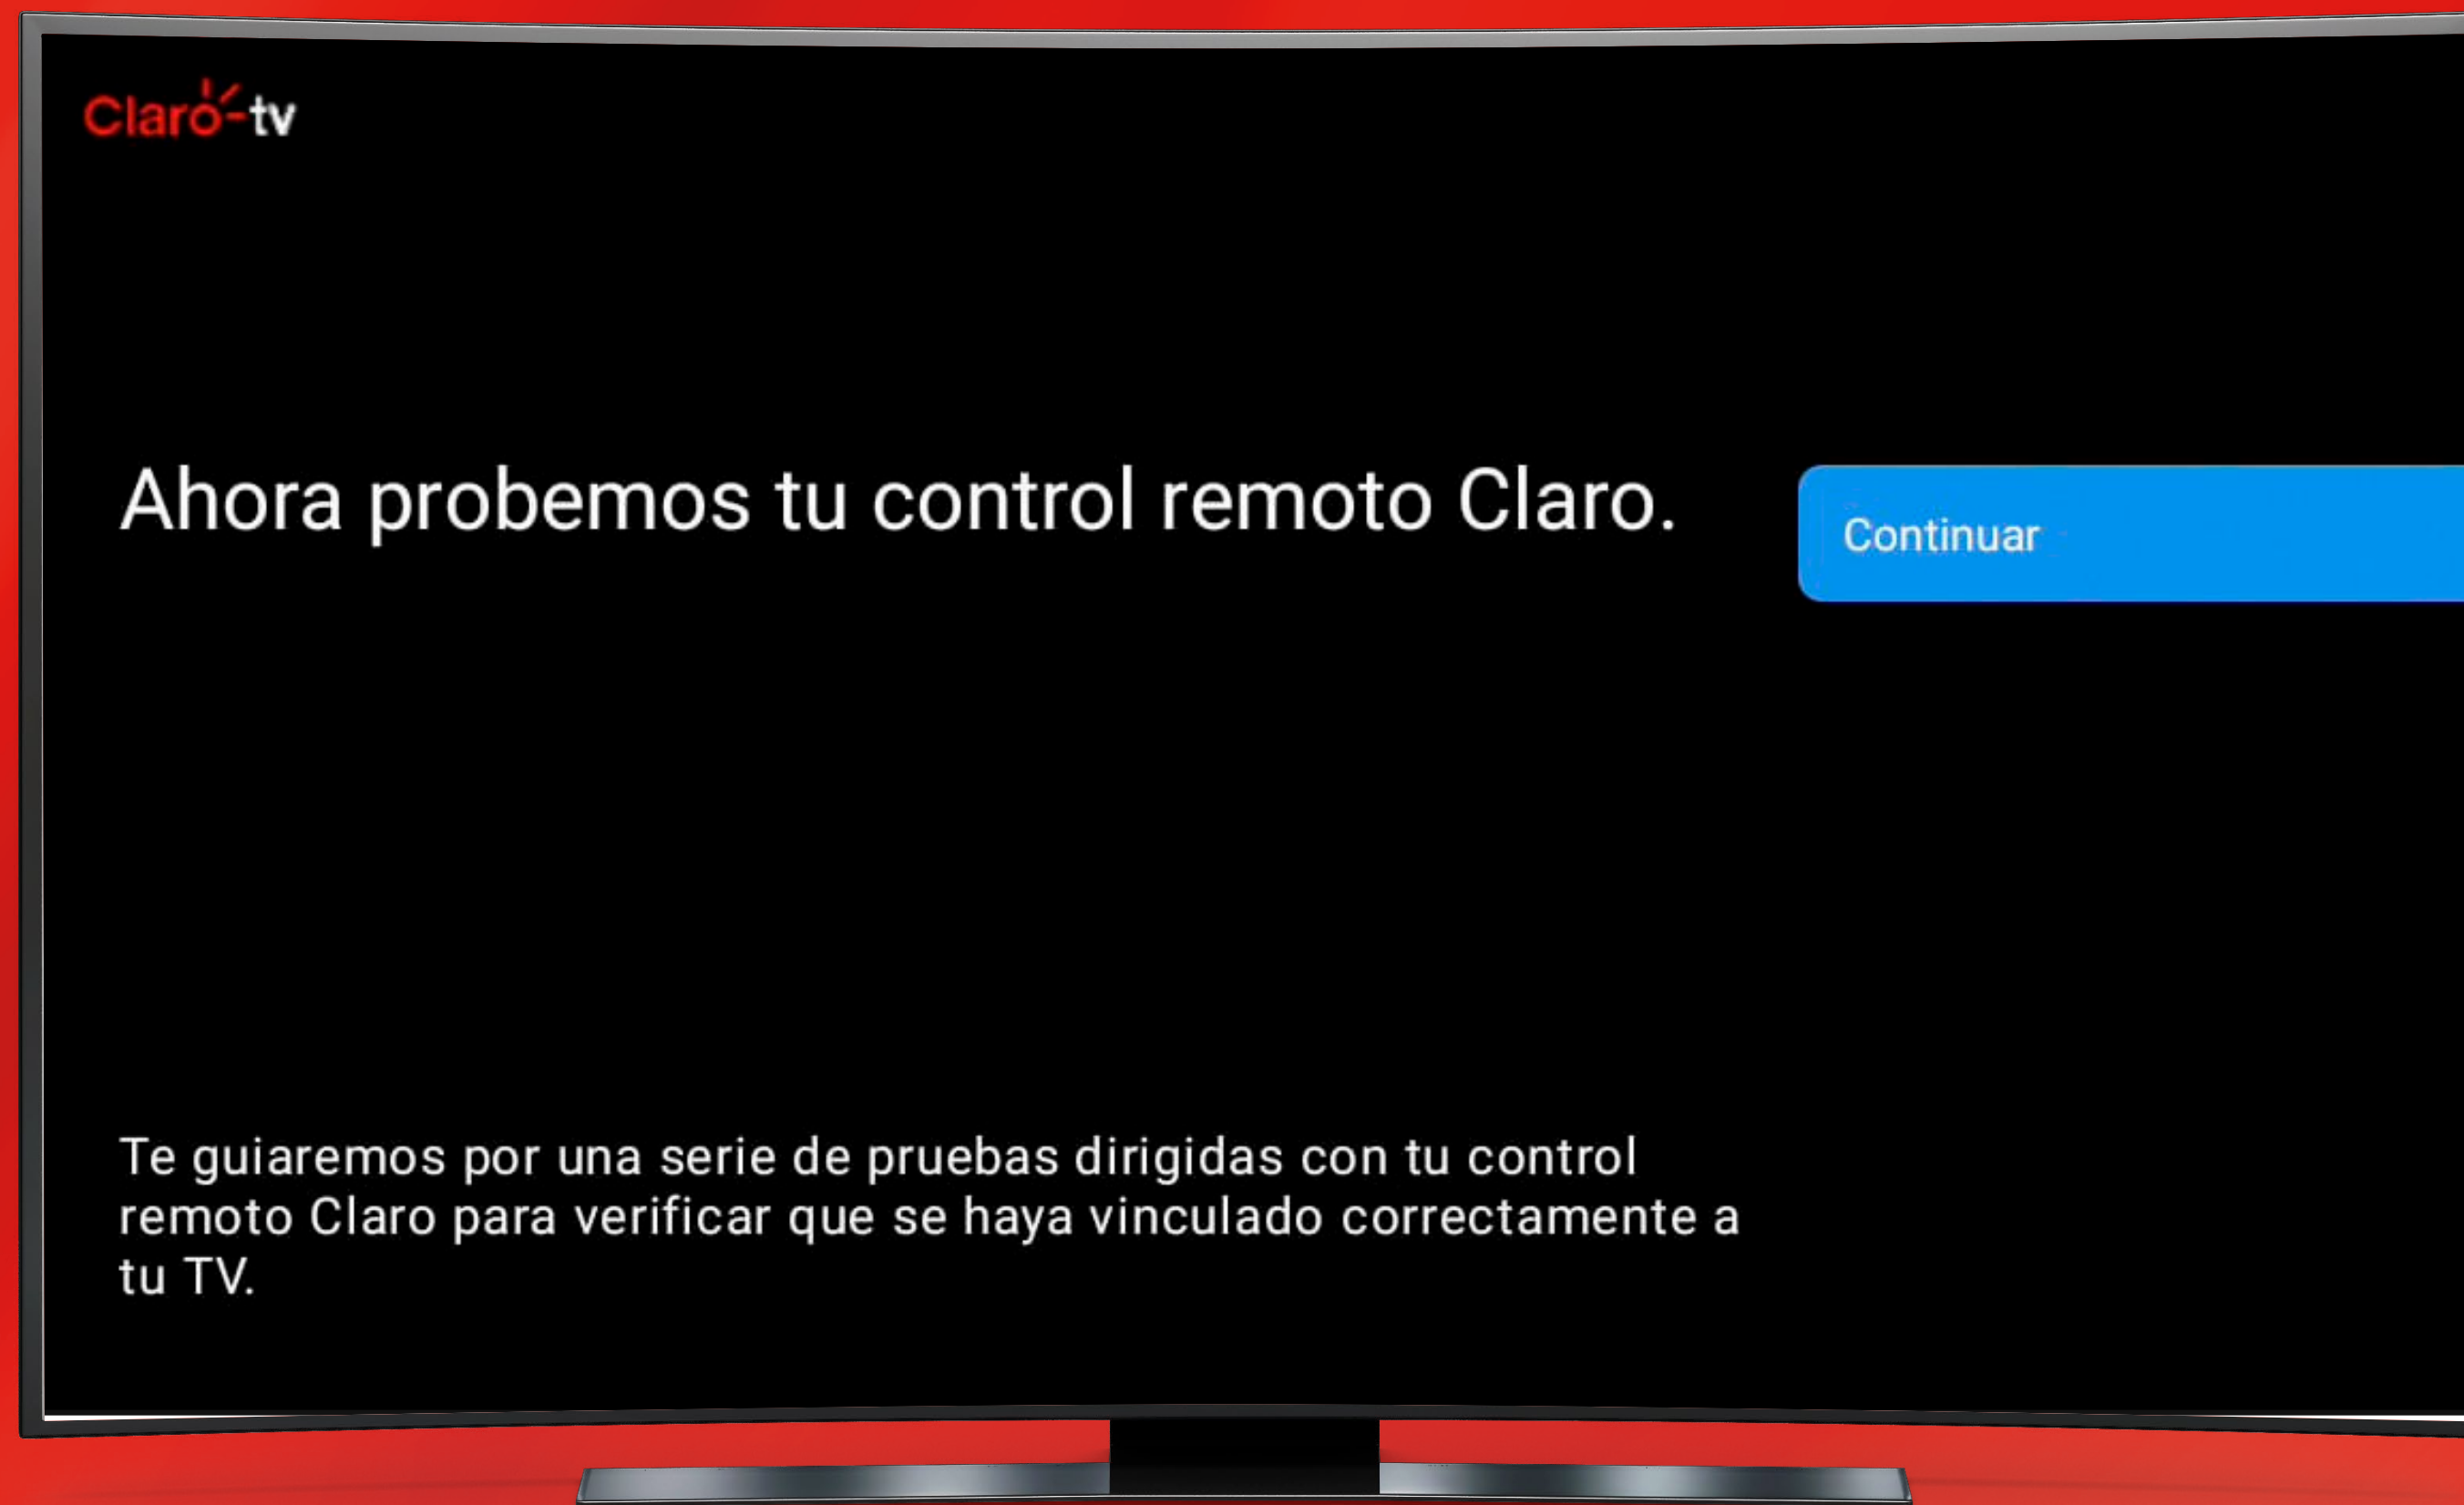 Claro-tv
Ahora probemos tu control remoto Claro.
Continuar
Te guiaremos por una serie de pruebas dirigidas con tu control
remoto Claro para verificar que se haya vinculado correctamente a
tu TV.